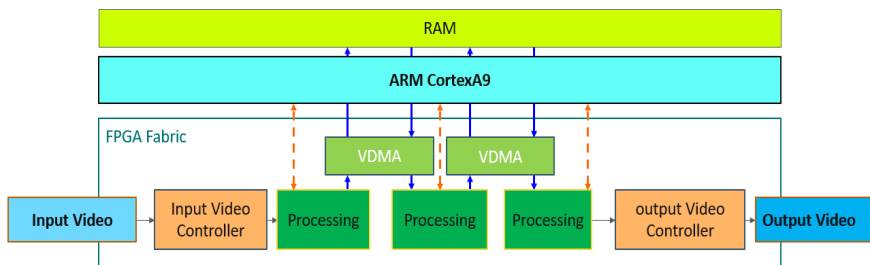 RAM
ARM CortexA9
FPGA Fabric
VDMA
VDMA
Input Video
Input Video
Controller
Processing
Processing
Processing
output Video
Controller
Output Video